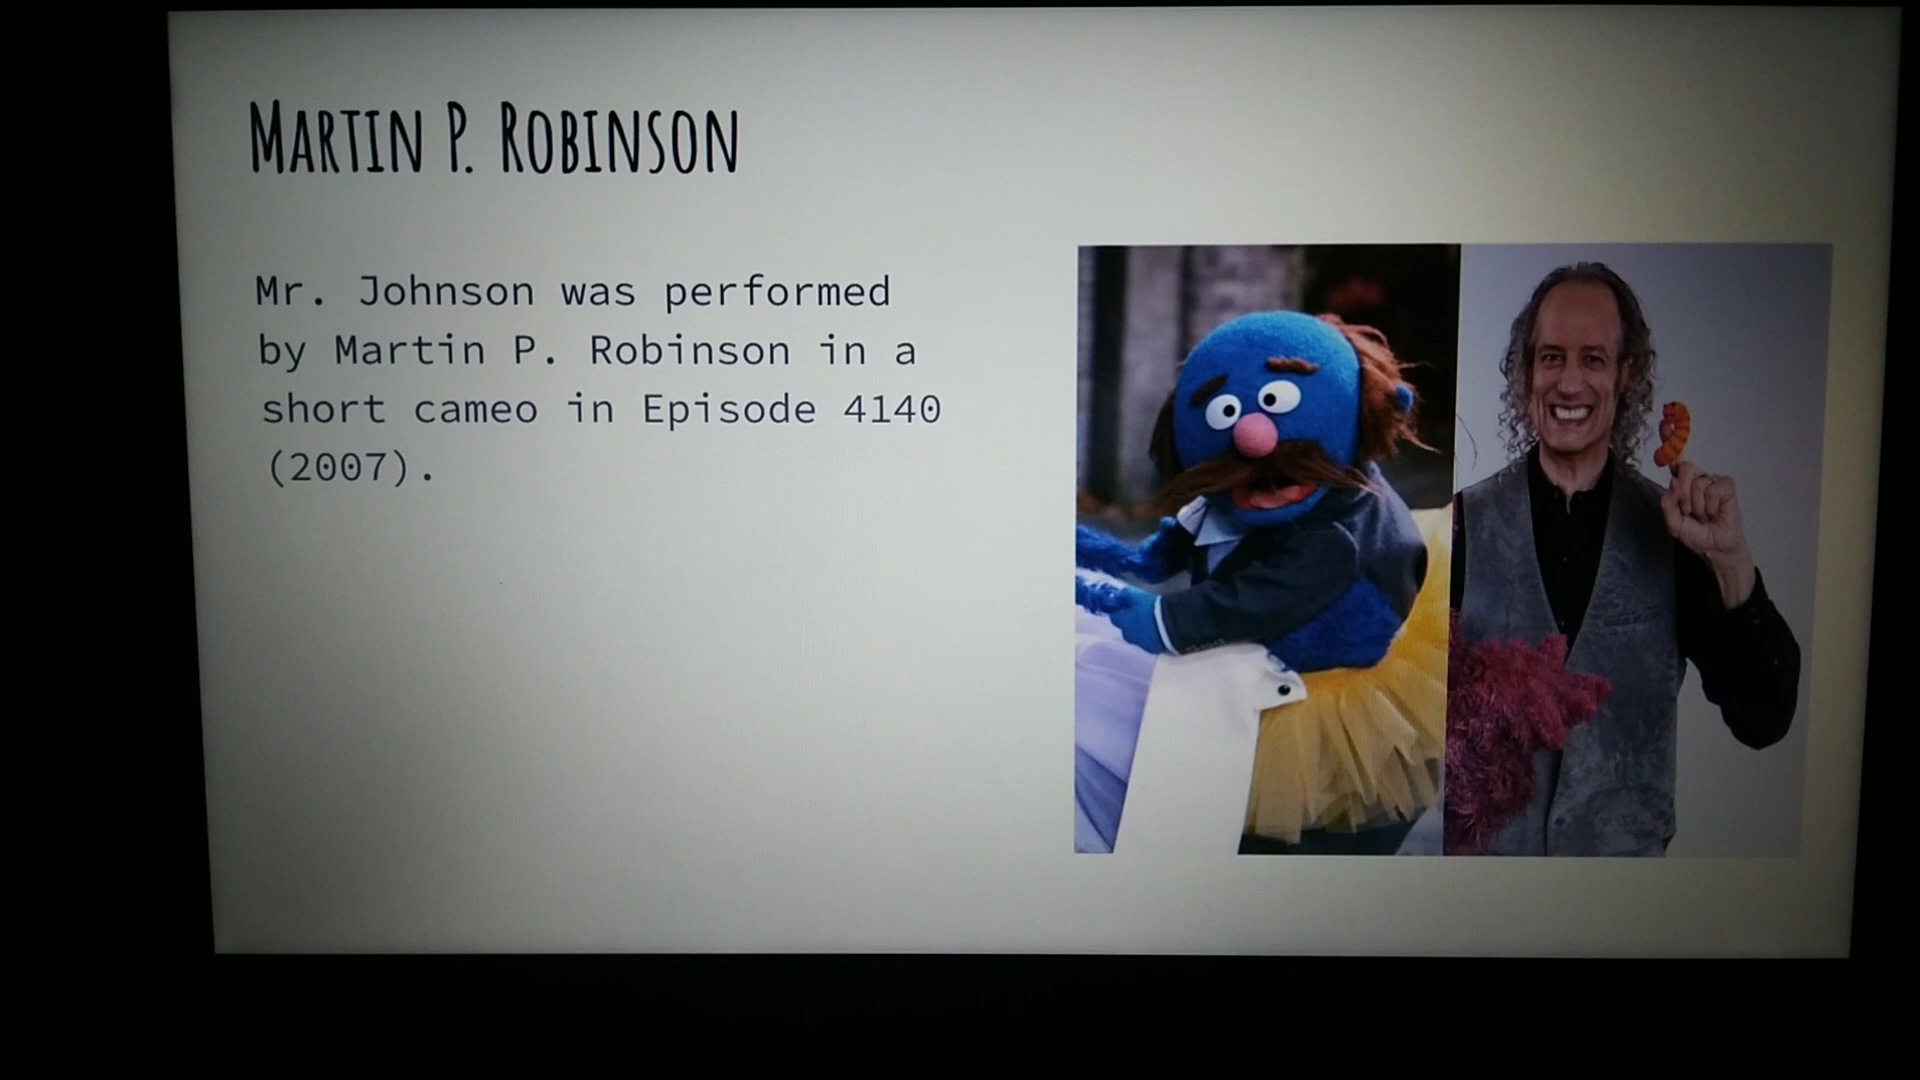 Martin P. Robinson
Mr. Johnson was performed
by Martin P. Robinson in a
short cameo in Episode 4140
(2007).